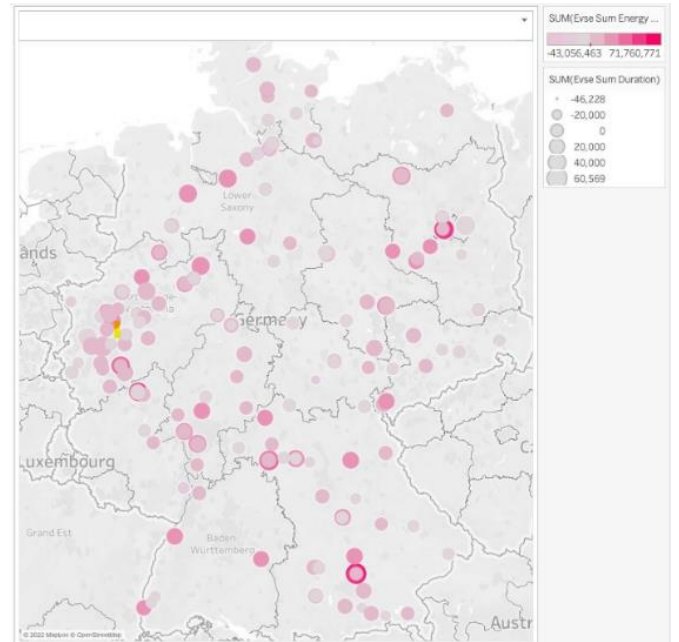 SUM(Evse Sum Energy ...
-43,056,463 71,760,771
SUM(Evse Sum Duration)
-46,228
-20,000
0
20,000
40,000
60,569
Lower
Saxony
ands
Germany
Luxembourg
Grand Est
Baden-
Württemberg
Austr
© 2022 Mapbox © OpenStreetMap